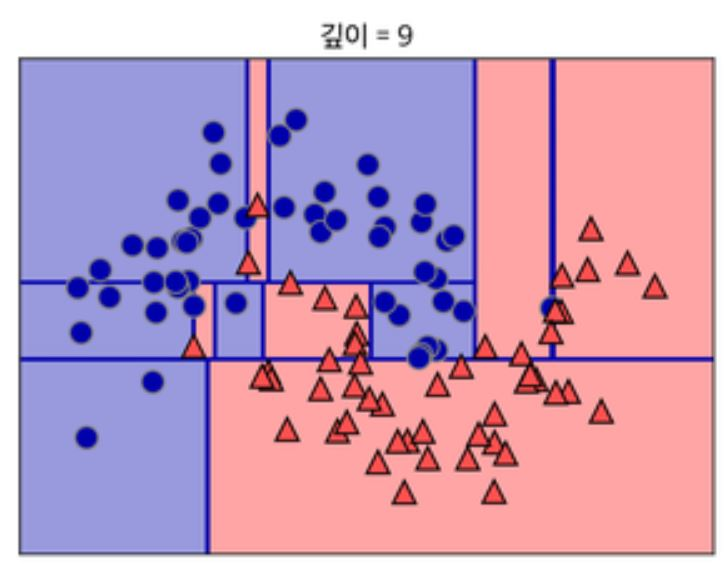 깊이 = 9